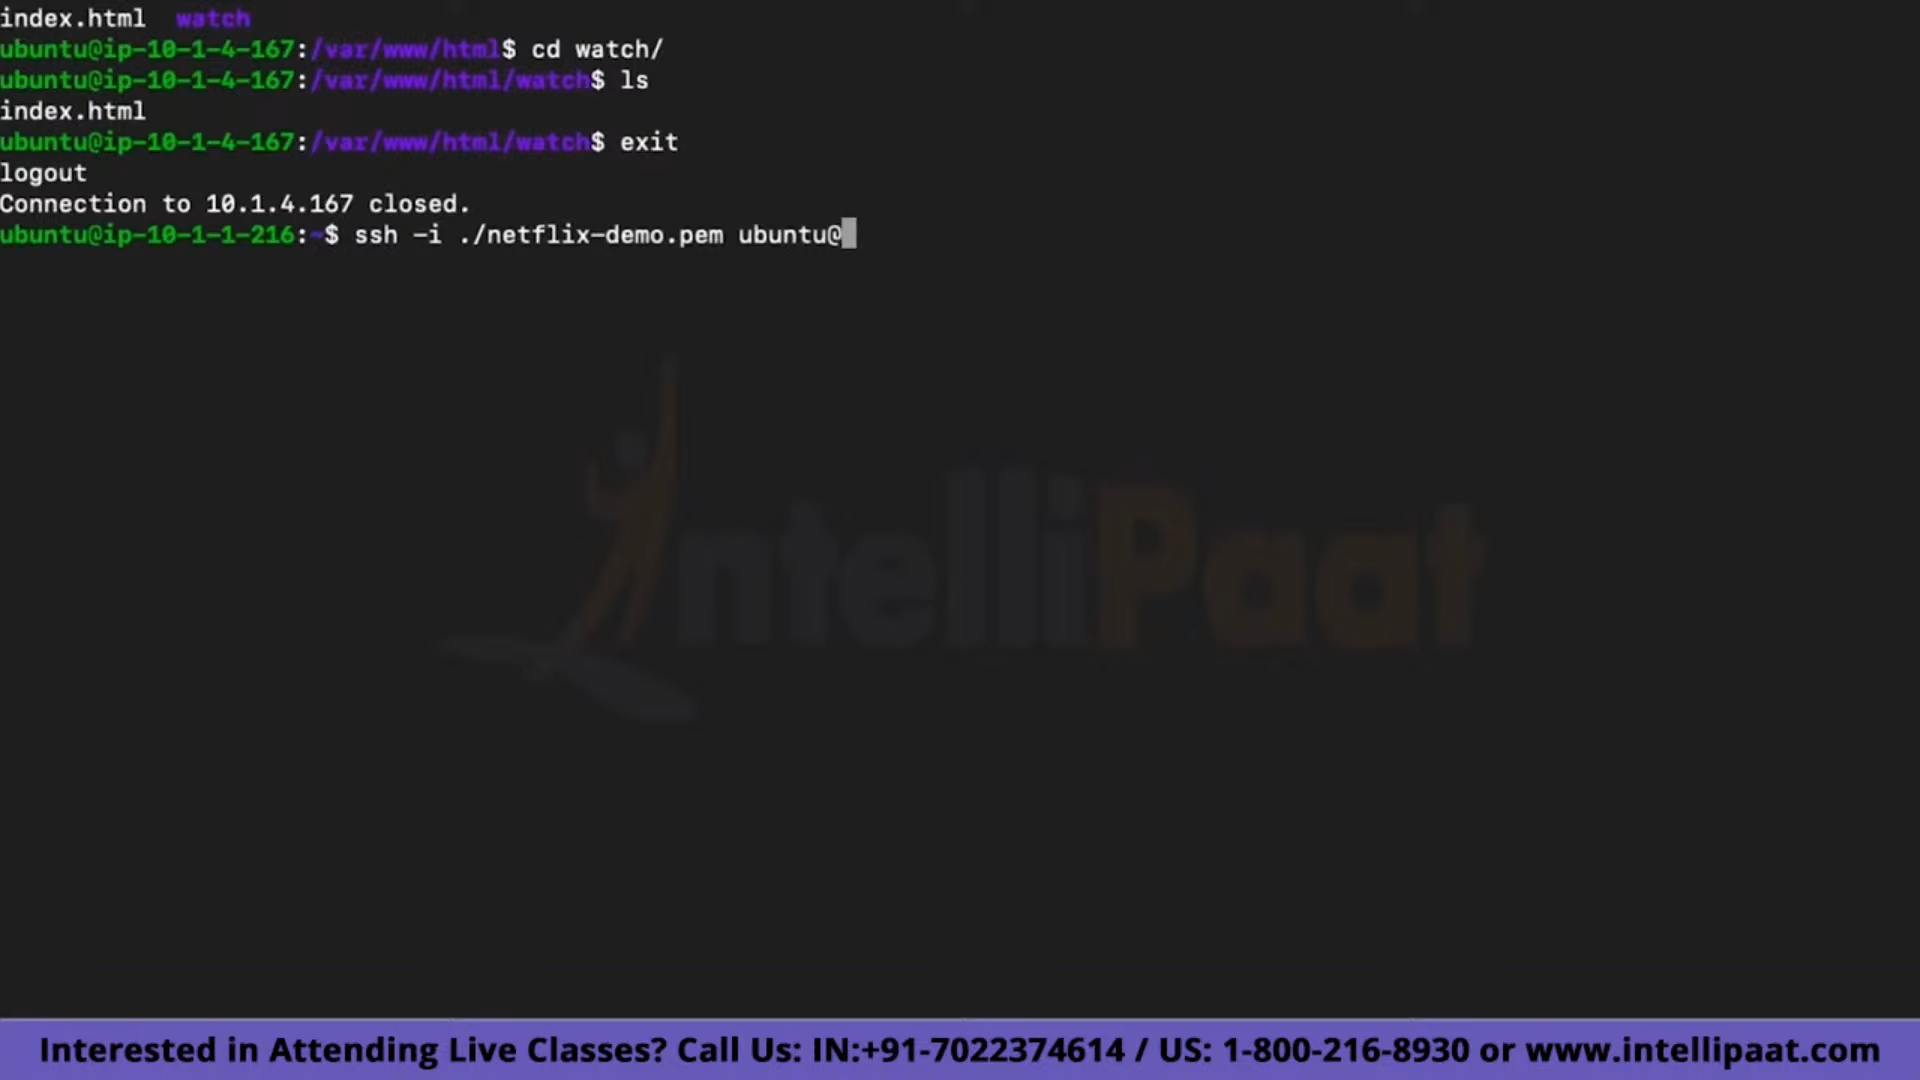 index.html  watch
ubuntu@ip-10-1-4-167:/var/www/html$ cd watch/
ubuntu@ip-10-1-4-167:/var/www/html/watch$ ls
index.html
ubuntu@ip-10-1-4-167:/var/www/html/watch$ exit
logout
Connection to 10.1.4.167 closed.
ubuntu@ip-10-1-1-216:~$ ssh -i ./netflix-demo.pem ubuntu@
IntelliPaat
Interested in Attending Live Classes? Call Us: IN:+91-7022374614 / US: 1-800-216-8930 or www.intellipaat.com